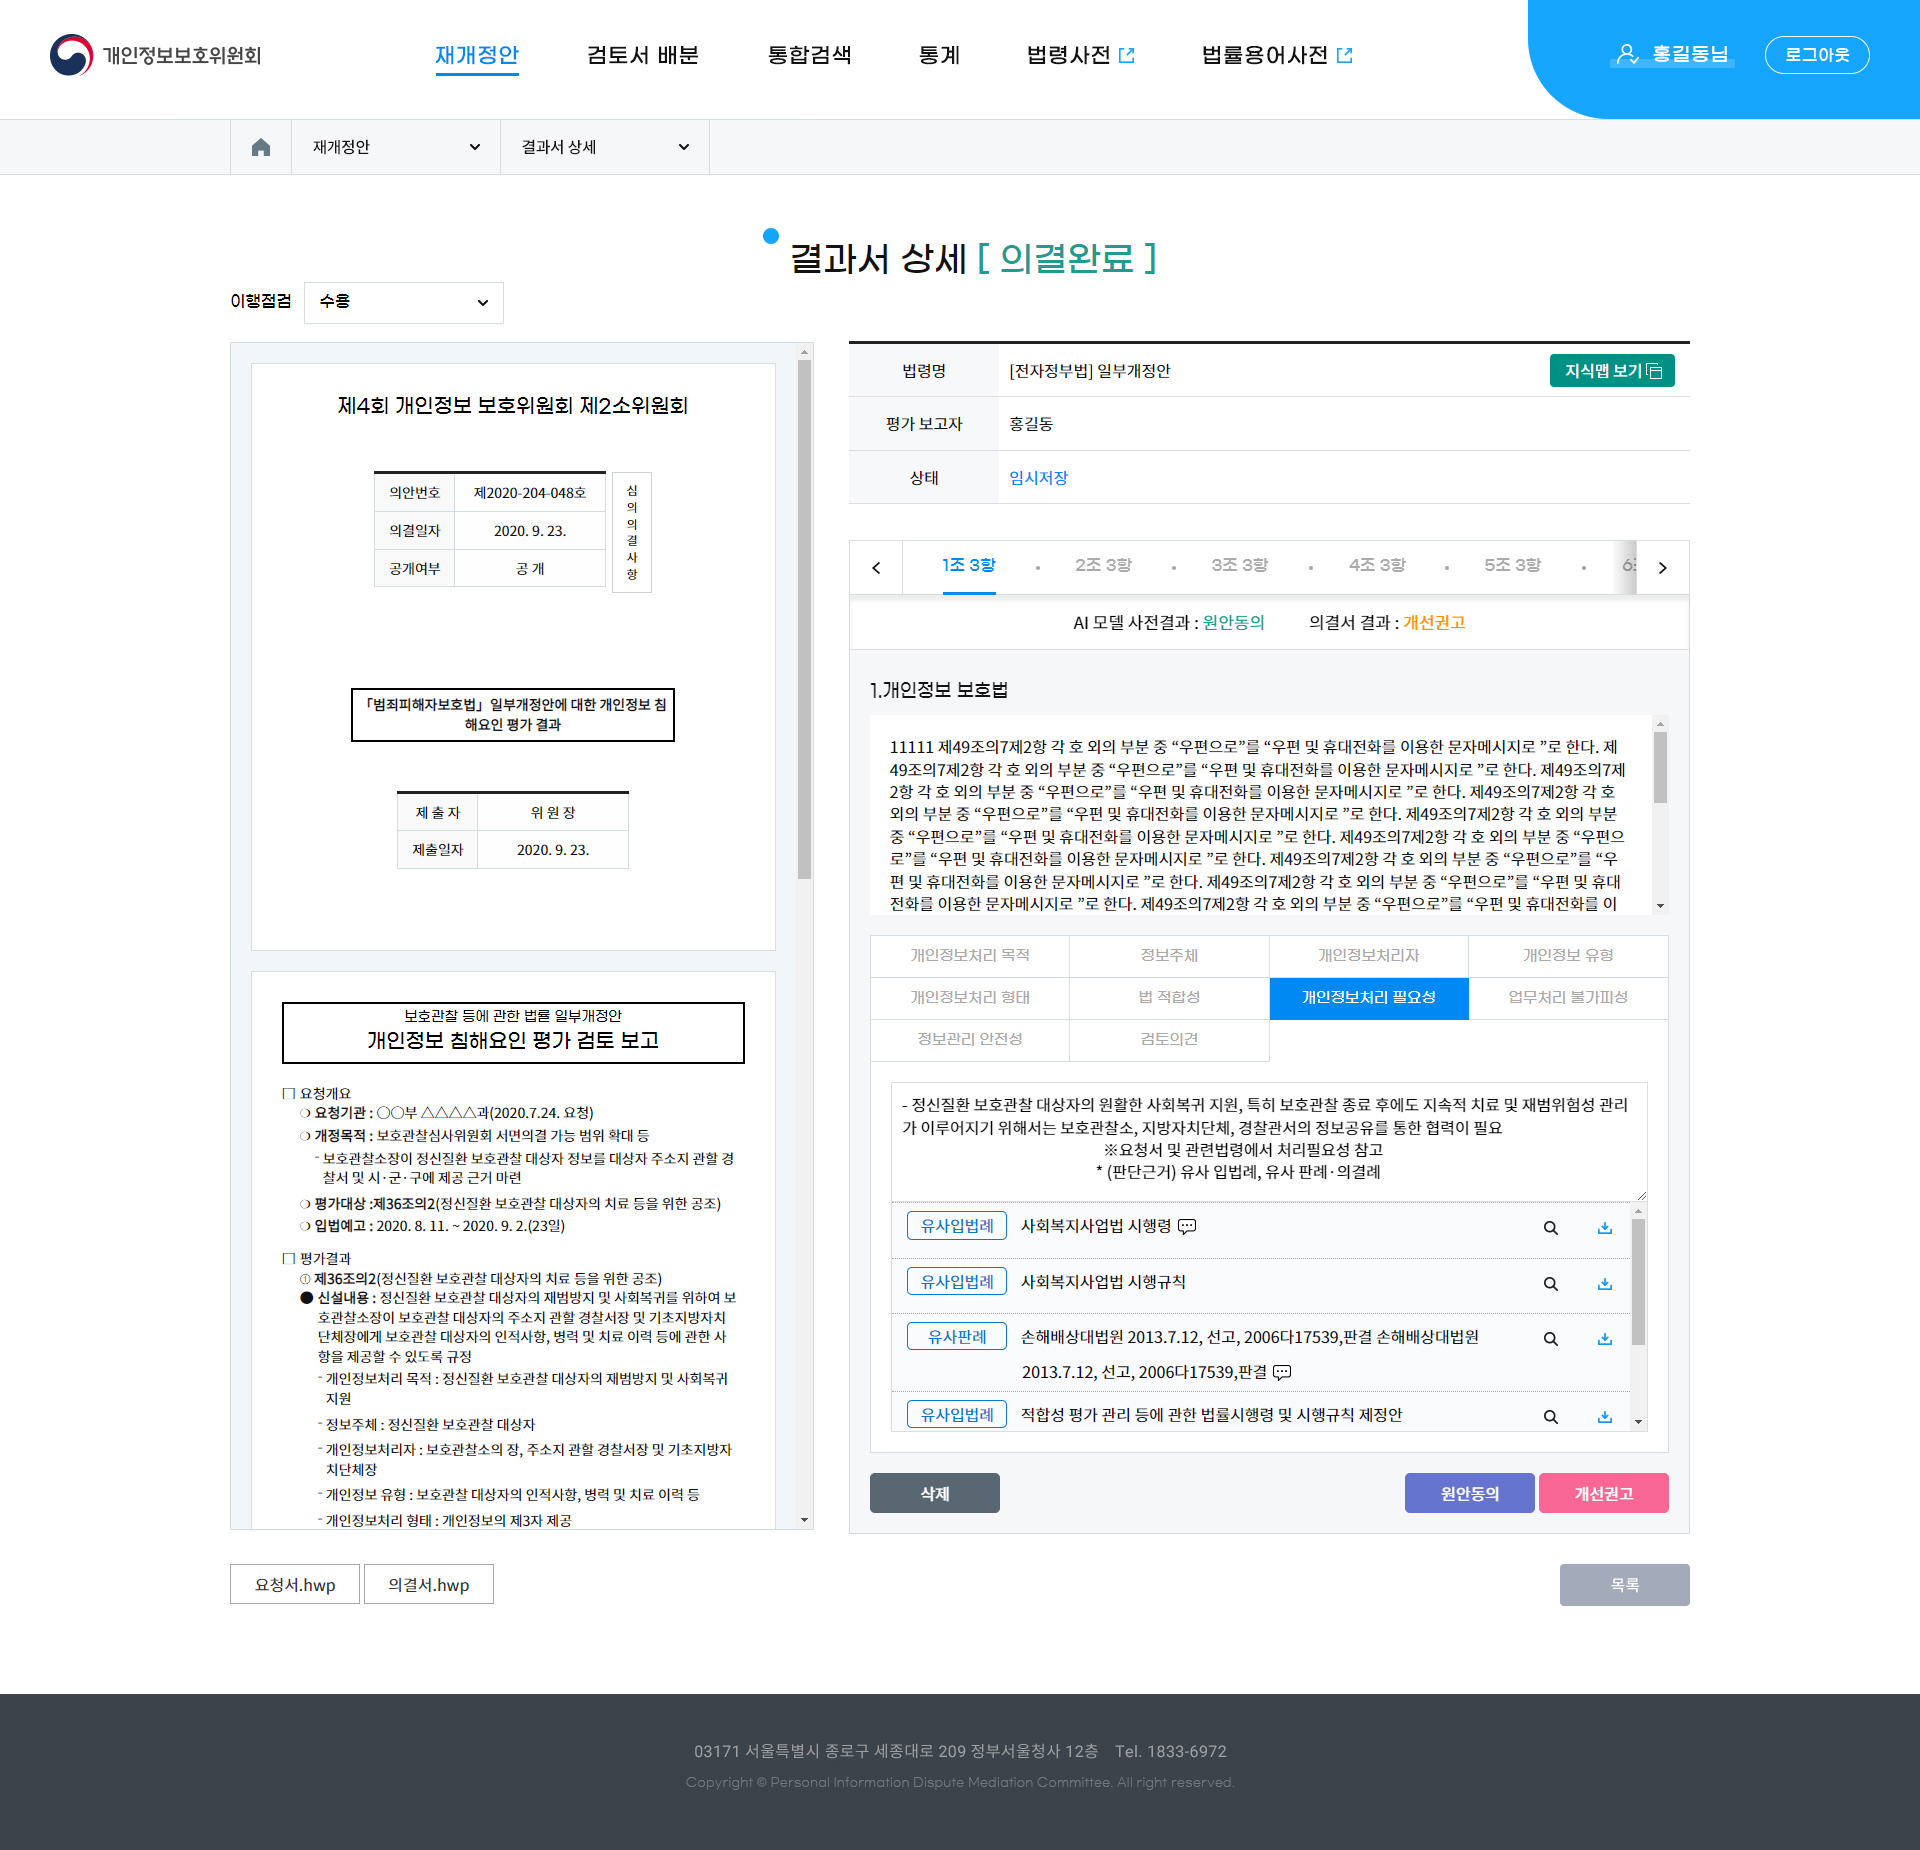 개인정보보호위원회
재개정안
검토서 배분
통합검색
통계
법령사전
법률용어사전
홍길동님
로그아웃
재개정안
결과서 상세
결과서 상세 [ 의결완료 ]
이행점검
수용
제4회 개인정보 보호위원회 제2소위원회
의안번호 제2020-204-048호
의결일자 2020. 9. 23.
공개여부 공 개
심
의
의
결
사
항
「범죄피해자보호법」일부개정안에 대한 개인정보 침
해요인 평가 결과
제 출 자 위 원 장
제출일자 2020. 9. 23.
보호관찰 등에 관한 법률 일부개정안
개인정보 침해요인 평가 검토 보고
□ 요청개요
❍ 요청기관 : ○○부 △△△△과(2020.7.24. 요청)
❍ 개정목적 : 보호관찰심사위원회 서면의결 가능 범위 확대 등
- 보호관찰소장이 정신질환 보호관찰 대상자 정보를 대상자 주소지 관할 경
찰서 및 시·군·구에 제공 근거 마련
❍ 평가대상 :제36조의2(정신질환 보호관찰 대상자의 치료 등을 위한 공조)
❍ 입법예고 : 2020. 8. 11. ~ 2020. 9. 2.(23일)
□ 평가결과
① 제36조의2(정신질환 보호관찰 대상자의 치료 등을 위한 공조)
● 신설내용 : 정신질환 보호관찰 대상자의 재범방지 및 사회복귀를 위하여 보
호관찰소장이 보호관찰 대상자의 주소지 관할 경찰서장 및 기초지방자치
단체장에게 보호관찰 대상자의 인적사항, 병력 및 치료 이력 등에 관한 사
항을 제공할 수 있도록 규정
- 개인정보처리 목적 : 정신질환 보호관찰 대상자의 재범방지 및 사회복귀
지원
- 정보주체 : 정신질환 보호관찰 대상자
- 개인정보처리자 : 보호관찰소의 장, 주소지 관할 경찰서장 및 기초지방자
치단체장
- 개인정보 유형 : 보호관찰 대상자의 인적사항, 병력 및 치료 이력 등
- 개인정보처리 형태 : 개인정보의 제3자 제공
요청서.hwp
의결서.hwp
법령명 [전자정부법] 일부개정안
지식맵 보기
평가 보고자 홍길동
상태 임시저장
1조 3항
2조 3항
3조 3항
4조 3항
5조 3항
AI 모델 사전결과 : 원안동의
의결서 결과 : 개선권고
1.개인정보 보호법
11111 제49조의7제2항 각 호 외의 부분 중 “우편으로”를 “우편 및 휴대전화를 이용한 문자메시지로 ”로 한다. 제
49조의7제2항 각 호 외의 부분 중 “우편으로”를 “우편 및 휴대전화를 이용한 문자메시지로 ”로 한다. 제49조의7제
2항 각 호 외의 부분 중 “우편으로”를 “우편 및 휴대전화를 이용한 문자메시지로 ”로 한다. 제49조의7제2항 각 호
외의 부분 중 “우편으로”를 “우편 및 휴대전화를 이용한 문자메시지로 ”로 한다. 제49조의7제2항 각 호 외의 부분
중 “우편으로”를 “우편 및 휴대전화를 이용한 문자메시지로 ”로 한다. 제49조의7제2항 각 호 외의 부분 중 “우편으
로”를 “우편 및 휴대전화를 이용한 문자메시지로 ”로 한다. 제49조의7제2항 각 호 외의 부분 중 “우편으로”를 “우
편 및 휴대전화를 이용한 문자메시지로 ”로 한다. 제49조의7제2항 각 호 외의 부분 중 “우편으로”를 “우편 및 휴대
전화를 이용한 문자메시지로 ”로 한다. 제49조의7제2항 각 호 외의 부분 중 “우편으로”를 “우편 및 휴대전화를 이
개인정보처리 목적 정보주체 개인정보처리자 개인정보 유형
개인정보처리 형태 법 적합성 개인정보처리 필요성 업무처리 불가피성
정보관리 안전성 검토의견
- 정신질환 보호관찰 대상자의 원활한 사회복귀 지원, 특히 보호관찰 종료 후에도 지속적 치료 및 재범위험성 관리
가 이루어지기 위해서는 보호관찰소, 지방자치단체, 경찰관서의 정보공유를 통한 협력이 필요
※요청서 및 관련법령에서 처리필요성 참고
* (판단근거) 유사 입법례, 유사 판례·의결례
유사입법례 사회복지사업법 시행령
유사입법례 사회복지사업법 시행규칙
유사판례 손해배상대법원 2013.7.12, 선고, 2006다17539,판결 손해배상대법원
2013.7.12, 선고, 2006다17539,판결
유사입법례 적합성 평가 관리 등에 관한 법률시행령 및 시행규칙 제정안
삭제
원안동의
개선권고
목록
03171 서울특별시 종로구 세종대로 209 정부서울청사 12층 Tel. 1833-6972
Copyright © Personal Information Dispute Mediation Committee. All right reserved.